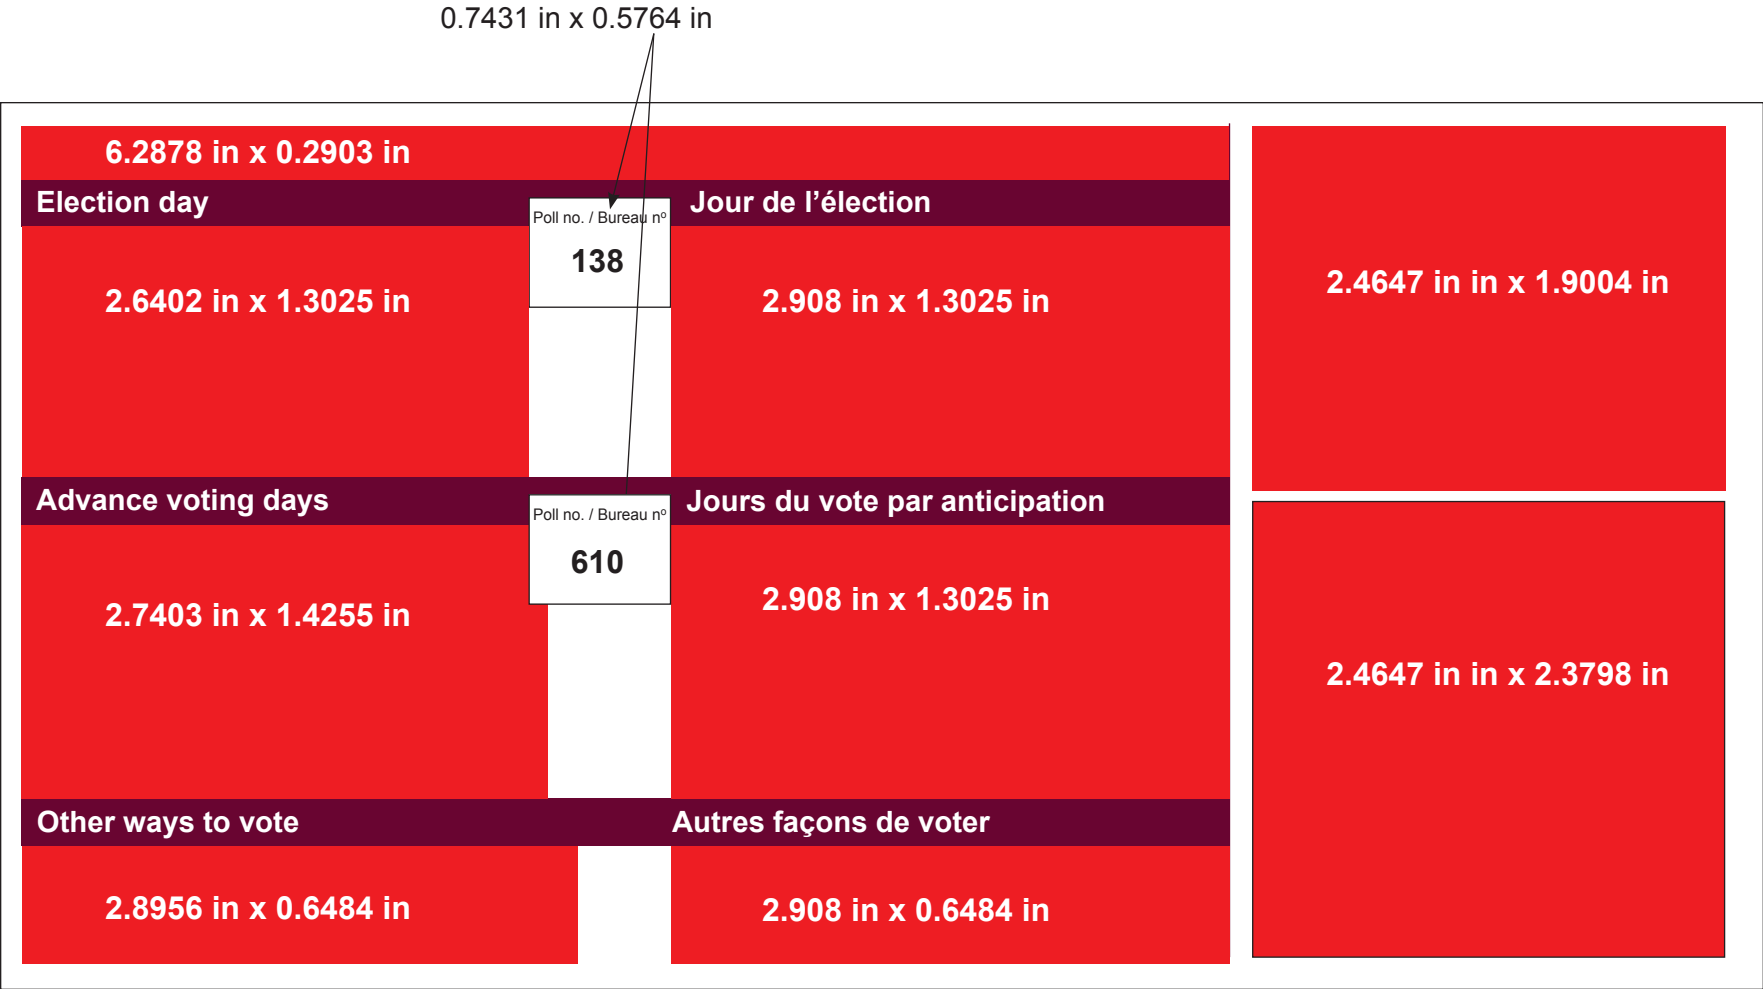 0.7431 in x 0.5764 in
6.2878 in x 0.2903 in
Election day
Jour de l’élection
Poll no. / Bureau nº
138
2.6402 in x 1.3025 in
2.908 in x 1.3025 in
2.4647 in in x 1.9004 in
Advance voting days
Jours du vote par anticipation
Poll no. / Bureau nº
610
2.7403 in x 1.4255 in
2.908 in x 1.3025 in
2.4647 in in x 2.3798 in
Other ways to vote
Autres façons de voter
2.8956 in x 0.6484 in
2.908 in x 0.6484 in